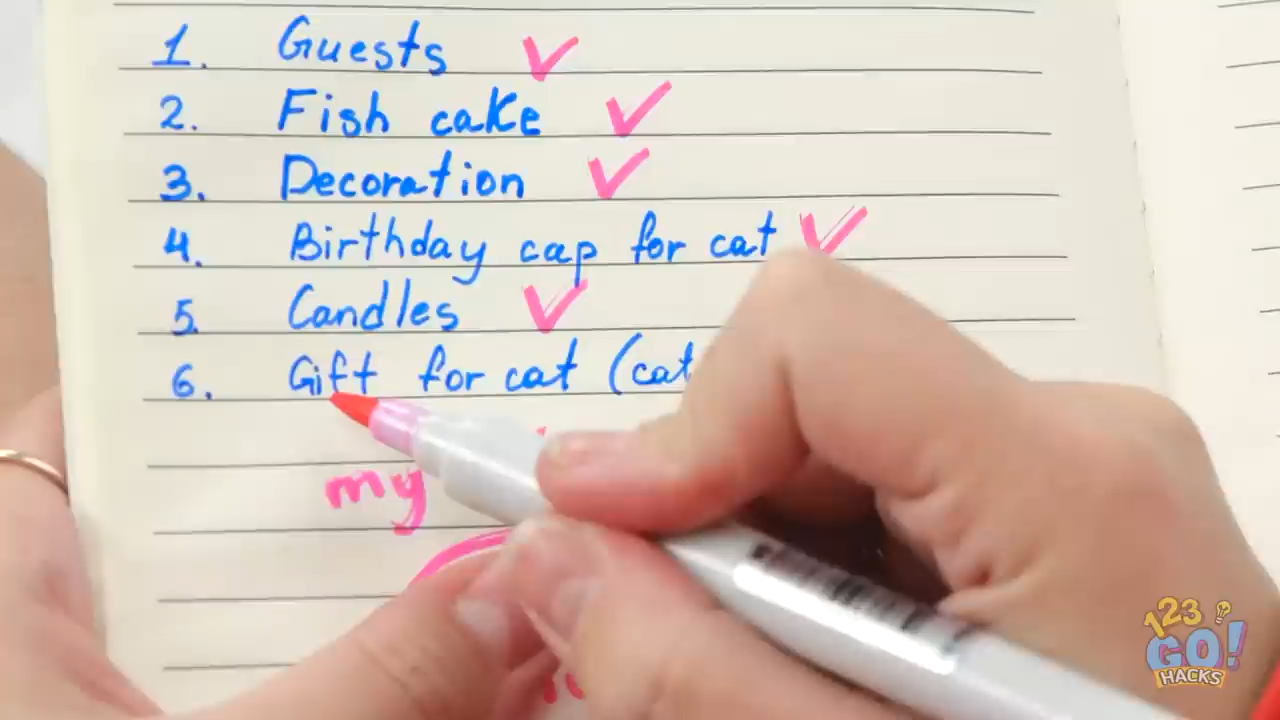 1. Guests
2. Fish cake
3. Decoration
4. Birthday cap for cat
5. Candles
6. Gift for cat (cat
my
123
GO!
HACKS